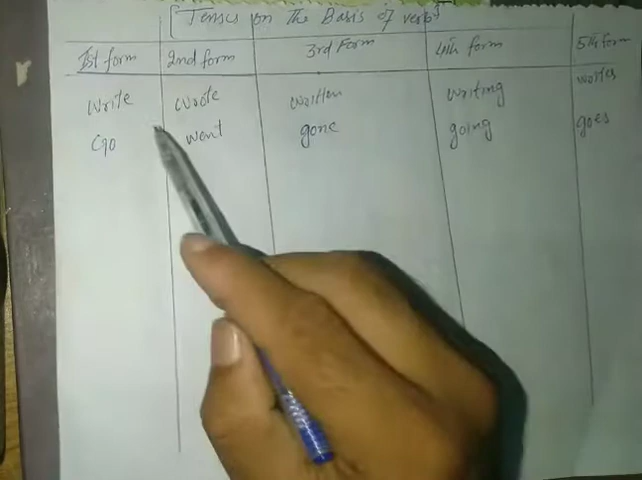 [Tenses on The Basis of verb]
1st form 2nd form 3rd Form 4th form 5th form
Write wrote written writing writes
Go went gone going goes